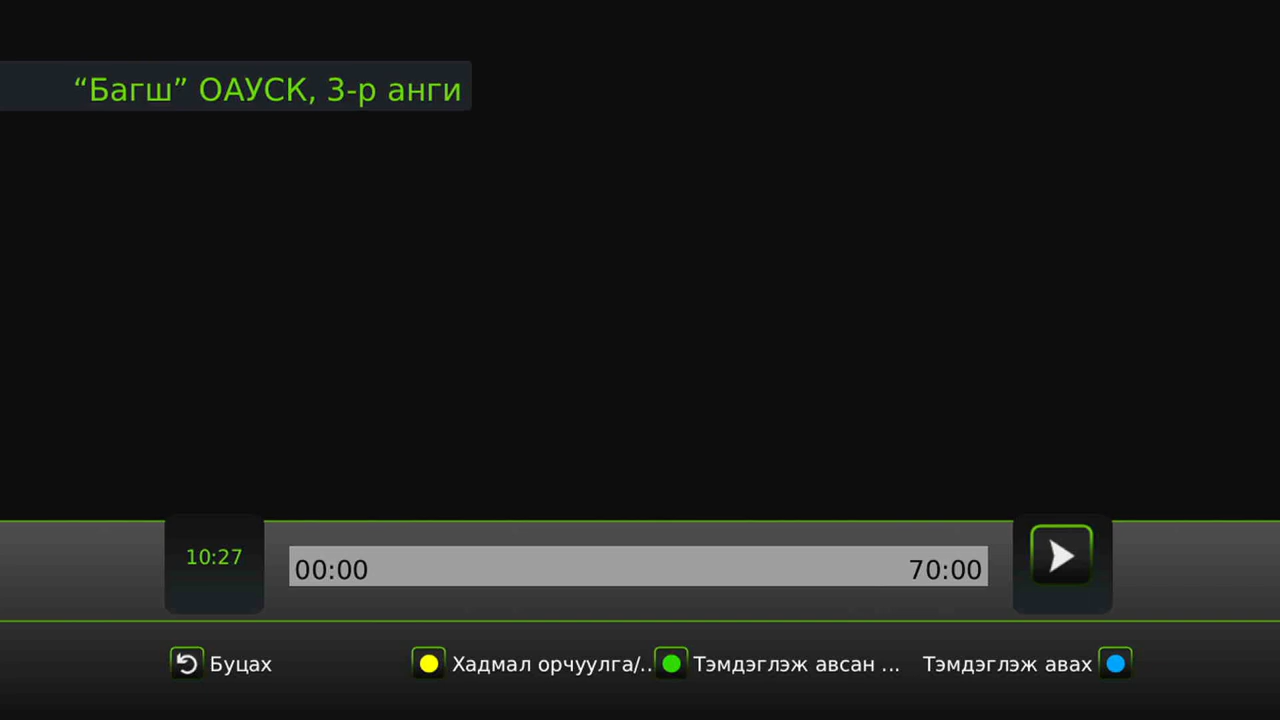 “Багш” ОАУСК, 3-р анги
10:27
00:00
70:00
Буцах
Хадмал орчуулга/..
Тэмдэглэж авсан ...
Тэмдэглэж авах